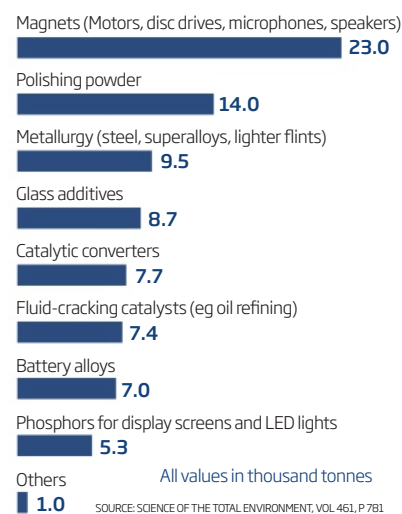 Magnets (Motors, disc drives, microphones, speakers)
23.0
Polishing powder
14.0
Metallurgy (steel, superalloys, lighter flints)
9.5
Glass additives
8.7
Catalytic converters
7.7
Fluid-cracking catalysts (eg oil refining)
7.4
Battery alloys
7.0
Phosphors for display screens and LED lights
5.3
Others
All values in thousand tonnes
1.0
SOURCE: SCIENCE OF THE TOTAL ENVIRONMENT, VOL 461, P 781